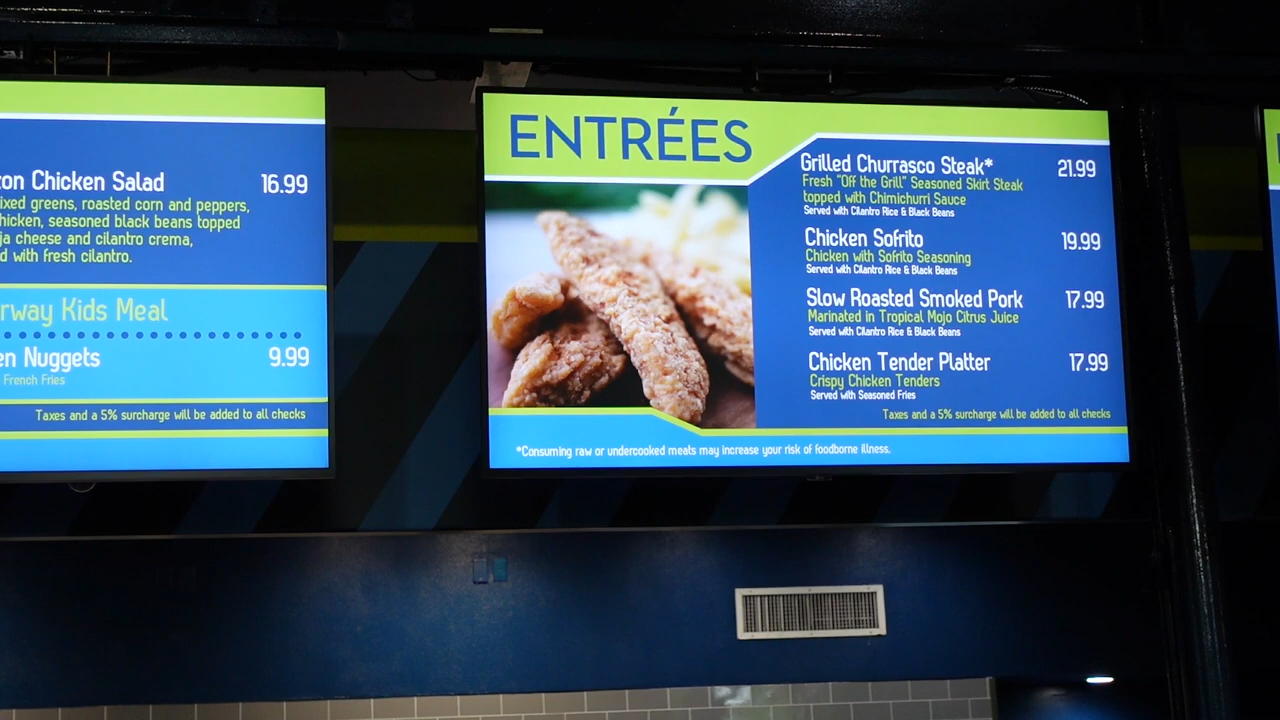 Chicken Salad
16.99
greens, roasted corn and peppers,
seasoned black beans topped
cheese and cilantro crema,
with fresh cilantro.
Kids Meal
Nuggets
9.99
French Fries
Taxes and a 5% surcharge will be added to all checks
ENTRÉES
Grilled Churrasco Steak*
21.99
Fresh "Off the Grill" Seasoned Skirt Steak
topped with Chimichurri Sauce
Served with Cilantro Rice & Black Beans
Chicken Sofrito
19.99
Chicken with Sofrito Seasoning
Served with Cilantro Rice & Black Beans
Slow Roasted Smoked Pork
17.99
Marinated in Tropical Mojo Citrus Juice
Served with Cilantro Rice & Black Beans
Chicken Tender Platter
17.99
Crispy Chicken Tenders
Served with Seasoned Fries
Taxes and a 5% surcharge will be added to all checks
*Consuming raw or undercooked meats may increase your risk of foodborne illness.